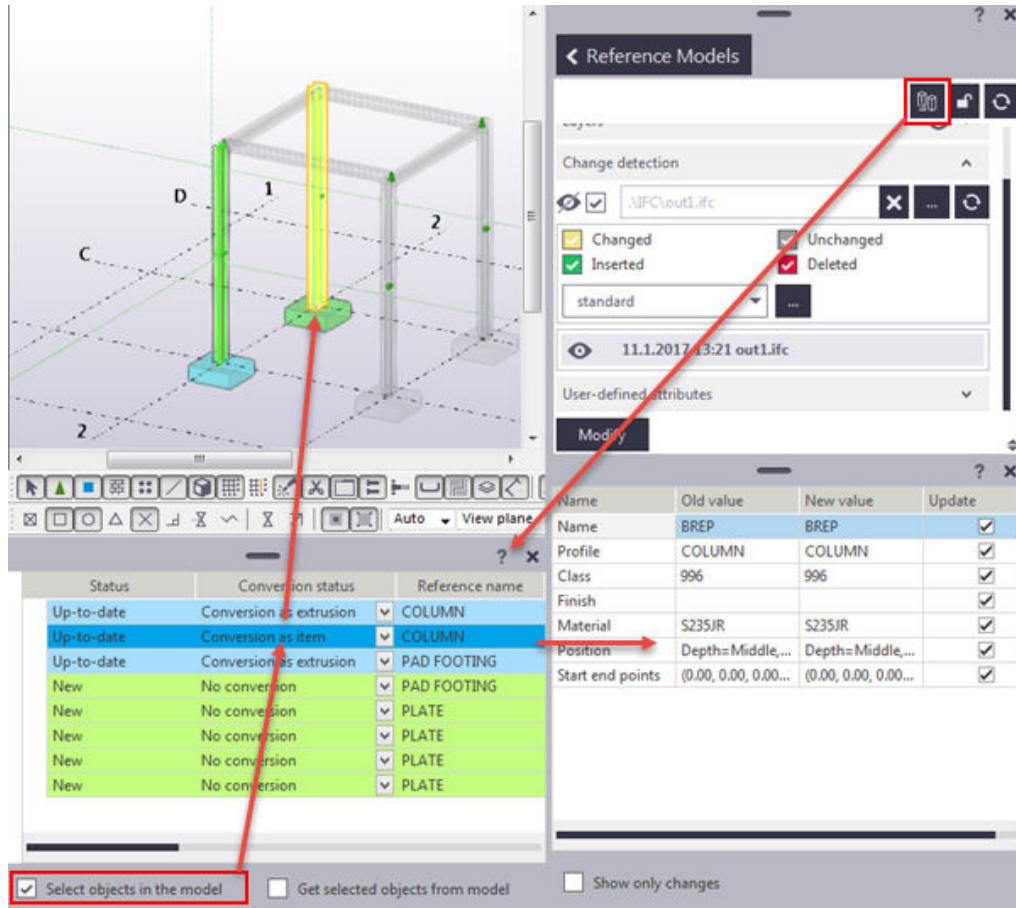 ? ×
Reference Models
Change detection
.\IFC\out1.ifc
...
Changed
Unchanged
Inserted
Deleted
standard
...
11.1.2017 13:21 out1.ifc
User-defined attributes
Modify
D
1
2
C
2
Auto
View plane
? ×
Status Conversion status Reference name
Up-to-date Conversion as extrusion COLUMN
Up-to-date Conversion as item COLUMN
Up-to-date Conversion as extrusion PAD FOOTING
New No conversion PAD FOOTING
New No conversion PLATE
New No conversion PLATE
New No conversion PLATE
New No conversion PLATE
Select objects in the model
Get selected objects from model
? ×
Name Old value New value Update
Name BREP BREP
Profile COLUMN COLUMN
Class 996 996
Finish
Material S235JR S235JR
Position Depth=Middle,... Depth=Middle,...
Start end points (0.00, 0.00, 0.00... (0.00, 0.00, 0.00...
Show only changes